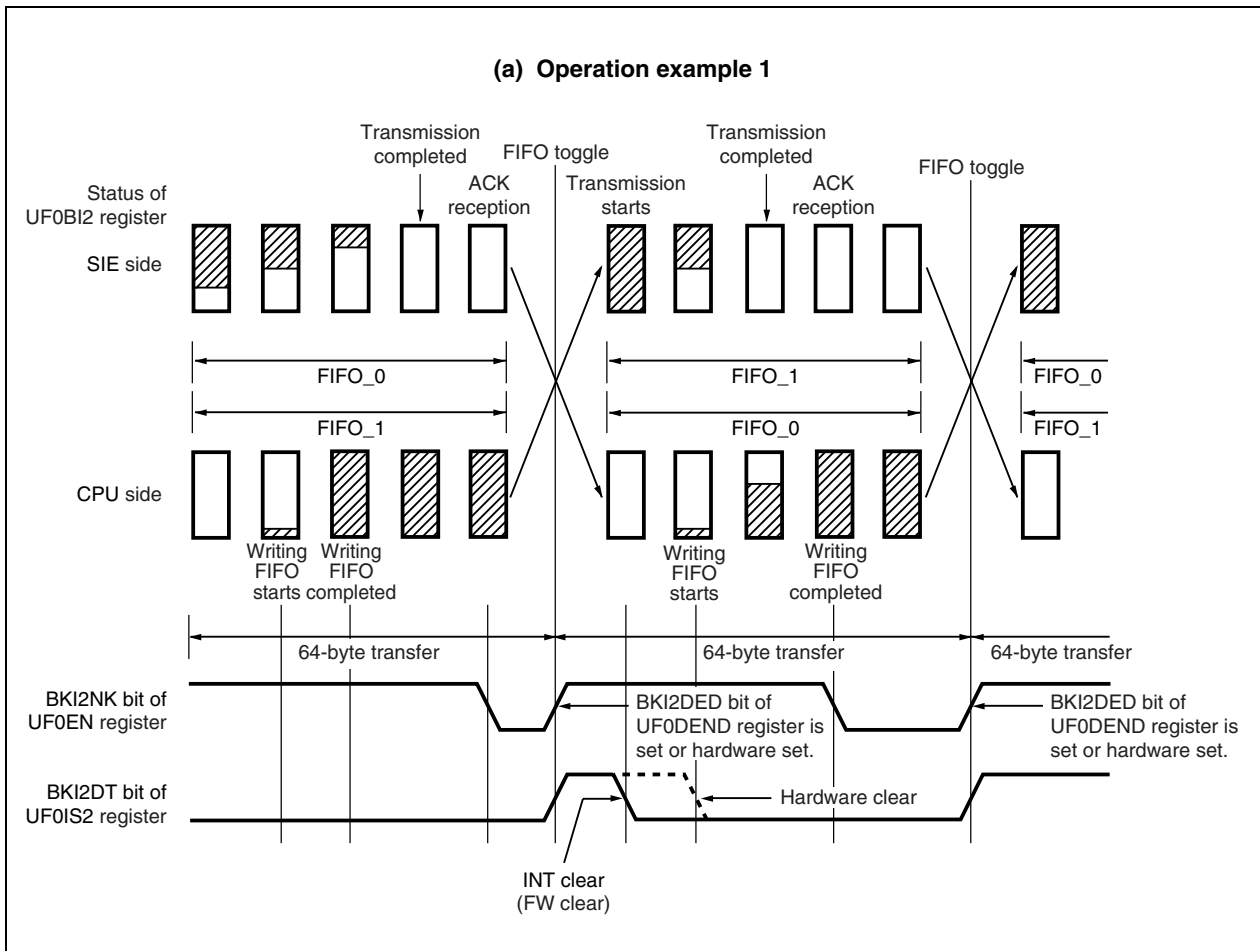 (a) Operation example 1
Transmission
completed
FIFO toggle
Transmission
completed
FIFO toggle
Status of
UF0BI2 register
ACK
reception
Transmission
starts
ACK
reception
SIE side
FIFO_0
FIFO_1
FIFO_0
FIFO_1
FIFO_0
FIFO_1
CPU side
Writing
FIFO
starts
Writing
FIFO
completed
Writing
FIFO
starts
Writing
FIFO
completed
64-byte transfer
64-byte transfer
64-byte transfer
BKI2NK bit of
UF0EN register
BKI2DED bit of
UF0DEND register is
set or hardware set.
BKI2DED bit of
UF0DEND register is
set or hardware set.
BKI2DT bit of
UF0IS2 register
Hardware clear
INT clear
(FW clear)